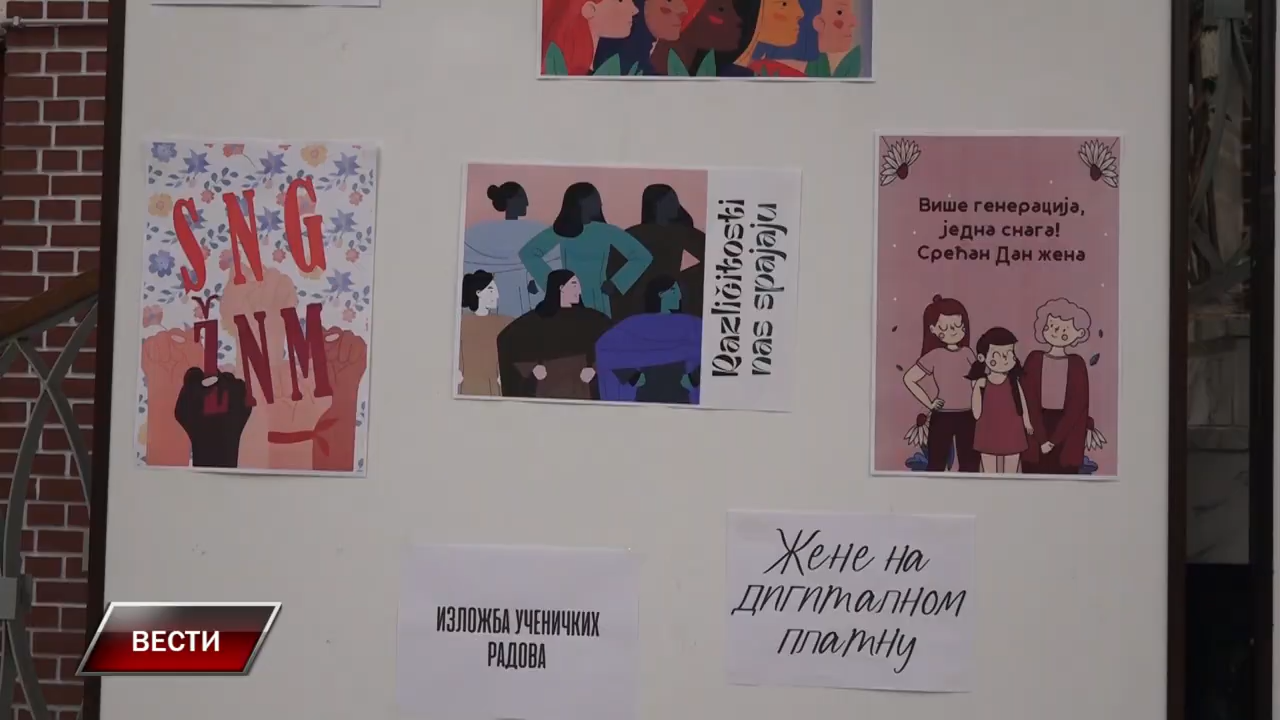 SNG
ŽNM
Različitosti
nas spajaju
Више генерација,
једна снага!
Срећан Дан жена
ИЗЛОЖБА УЧЕНИЧКИХ
РАДОВА
Жене на
дигиталном
платну
ВЕСТИ